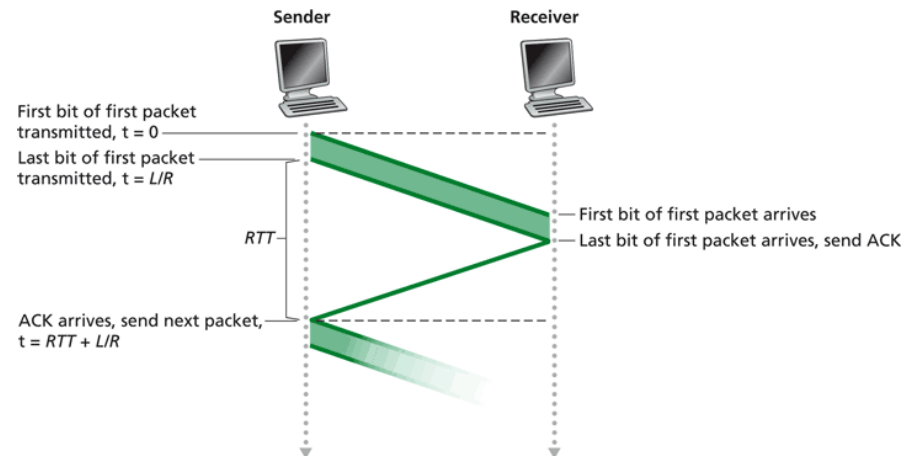 Sender
Receiver
First bit of first packet
transmitted, t = 0
Last bit of first packet
transmitted, t = L/R
First bit of first packet arrives
RTT
Last bit of first packet arrives, send ACK
ACK arrives, send next packet,
t = RTT + L/R